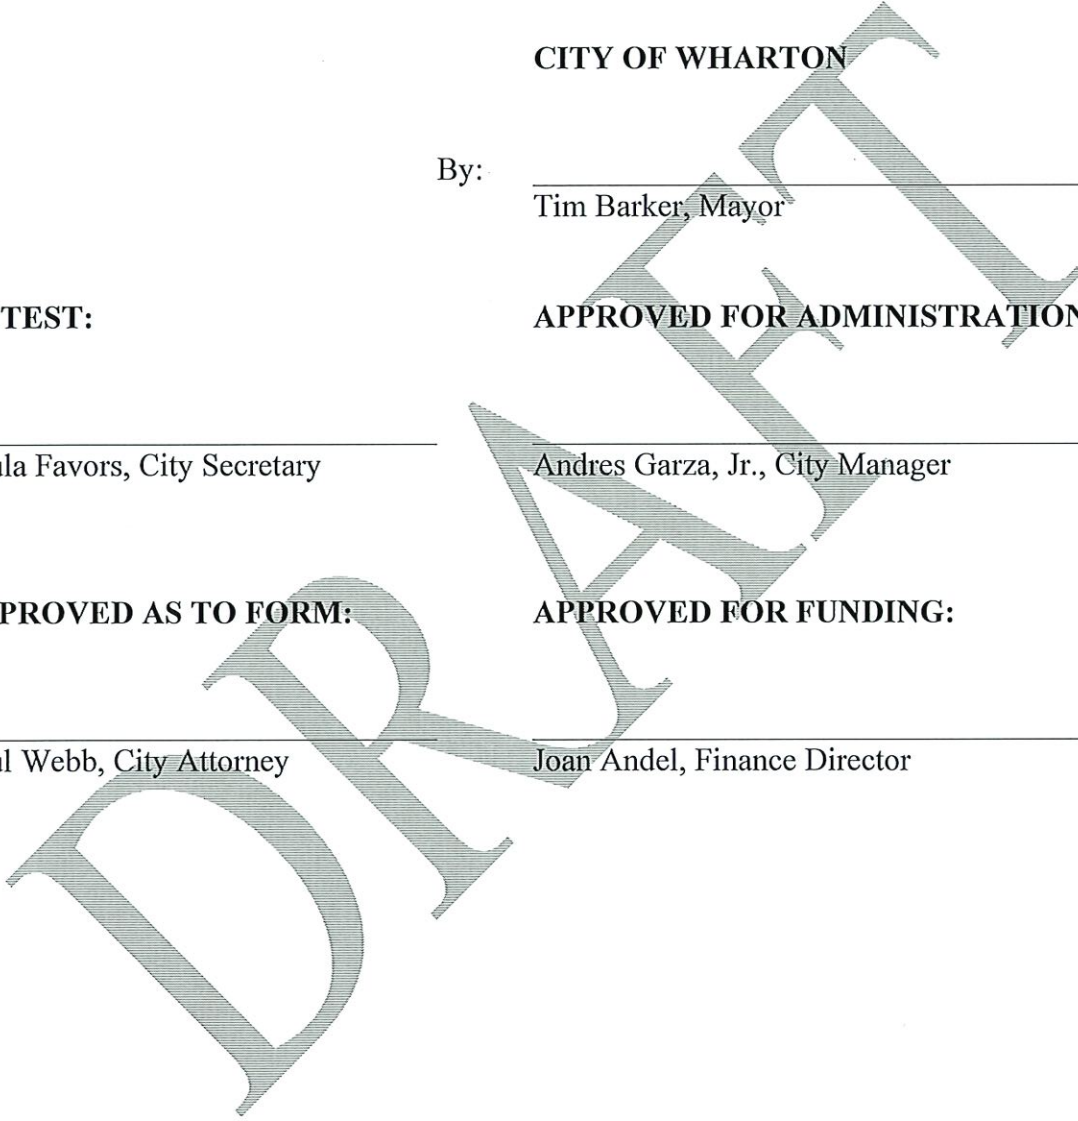 CITY OF WHARTON
By:
Tim Barker, Mayor
TEST:
APPROVED FOR ADMINISTRATION
la Favors, City Secretary
Andres Garza, Jr., City Manager
PROVED AS TO FORM:
APPROVED FOR FUNDING:
l Webb, City Attorney
Joan Andel, Finance Director
DRAFT